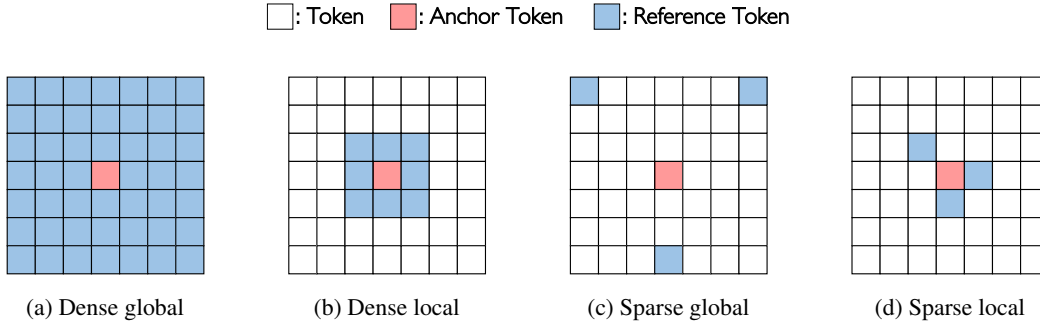 : Token : Anchor Token : Reference Token
(a) Dense global (b) Dense local (c) Sparse global (d) Sparse local